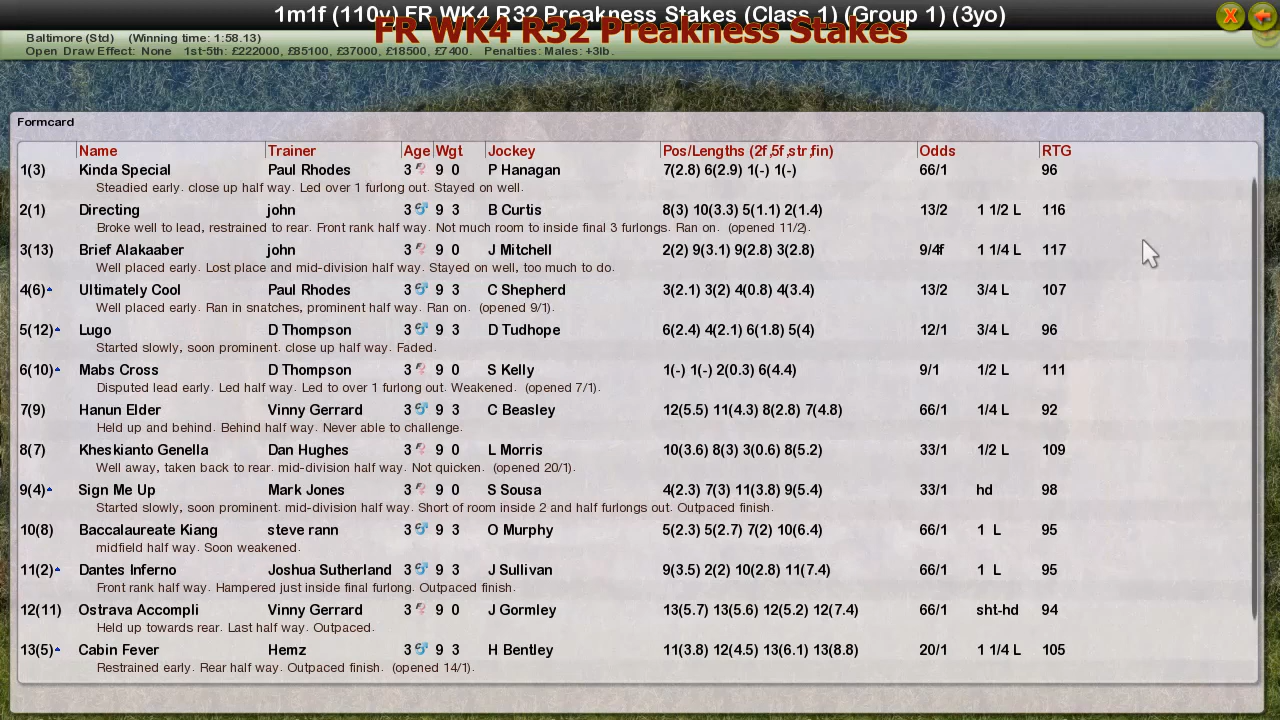 1m1f (110y) FR WK4 R32 Preakness Stakes (Class 1) (Group 1) (3yo)
FR WK4 R32 Preakness Stakes
Baltimore (Std) (Winning time: 1:58.13)
Open Draw Effect: None 1st-5th: £222000, £85100, £37000, £18500, £7400. Penalties: Males: +3lb.
Formcard
Name Trainer Age Wgt Jockey Pos/Lengths (2f,5f,str,fin) Odds RTG
1(3) Kinda Special Paul Rhodes 3 9 0 P Hanagan 7(2.8) 6(2.9) 1(-) 1(-) 66/1 96
Steadied early. close up half way. Led over 1 furlong out. Stayed on well.
2(1) Directing john 3 9 3 B Curtis 8(3) 10(3.3) 5(1.1) 2(1.4) 13/2 1 1/2 L 116
Broke well to lead, restrained to rear. Front rank half way. Not much room to inside final 3 furlongs. Ran on. (opened 11/2).
3(13) Brief Alakaaber john 3 9 0 J Mitchell 2(2) 9(3.1) 9(2.8) 3(2.8) 9/4f 1 1/4 L 117
Well placed early. Lost place and mid-division half way. Stayed on well, too much to do.
4(6) Ultimately Cool Paul Rhodes 3 9 3 C Shepherd 3(2.1) 3(2) 4(0.8) 4(3.4) 13/2 3/4 L 107
Well placed early. Ran in snatches, prominent half way. Ran on. (opened 9/1).
5(12) Lugo D Thompson 3 9 3 D Tudhope 6(2.4) 4(2.1) 6(1.8) 5(4) 12/1 3/4 L 96
Started slowly, soon prominent. close up half way. Faded.
6(10) Mabs Cross D Thompson 3 9 0 S Kelly 1(-) 1(-) 2(0.3) 6(4.4) 9/1 1/2 L 111
Disputed lead early. Led half way. Led to over 1 furlong out. Weakened. (opened 7/1).
7(9) Hanun Elder Vinny Gerrard 3 9 3 C Beasley 12(5.5) 11(4.3) 8(2.8) 7(4.8) 66/1 1/4 L 92
Held up and behind. Behind half way. Never able to challenge.
8(7) Kheskianto Genella Dan Hughes 3 9 0 L Morris 10(3.6) 8(3) 3(0.6) 8(5.2) 33/1 1/2 L 109
Well away, taken back to rear. mid-division half way. Not quicken. (opened 20/1).
9(4) Sign Me Up Mark Jones 3 9 0 S Sousa 4(2.3) 7(3) 11(3.8) 9(5.4) 33/1 hd 98
Started slowly, soon prominent. mid-division half way. Short of room inside 2 and half furlongs out. Outpaced finish.
10(8) Baccalaureate Kiang steve rann 3 9 3 O Murphy 5(2.3) 5(2.7) 7(2) 10(6.4) 66/1 1 L 95
midfield half way. Soon weakened.
11(2) Dantes Inferno Joshua Sutherland 3 9 3 J Sullivan 9(3.5) 2(2) 10(2.8) 11(7.4) 66/1 1 L 95
Front rank half way. Hampered just inside final furlong. Outpaced finish.
12(11) Ostrava Accompli Vinny Gerrard 3 9 0 J Gormley 13(5.7) 13(5.6) 12(5.2) 12(7.4) 66/1 sht-hd 94
Held up towards rear. Last half way. Outpaced.
13(5) Cabin Fever Hemz 3 9 3 H Bentley 11(3.8) 12(4.5) 13(6.1) 13(8.8) 20/1 1 1/4 L 105
Restrained early. Rear half way. Outpaced finish. (opened 14/1).